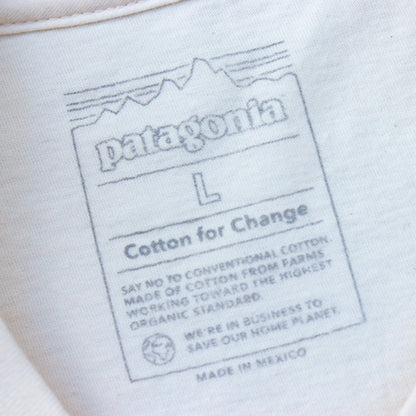 patagonia
L
Cotton for Change
SAY NO TO CONVENTIONAL COTTON.
MADE OF COTTON FROM FARMS
WORKING TOWARD THE HIGHEST
ORGANIC STANDARD.
WE'RE IN BUSINESS TO
SAVE OUR HOME PLANET.
MADE IN MEXICO